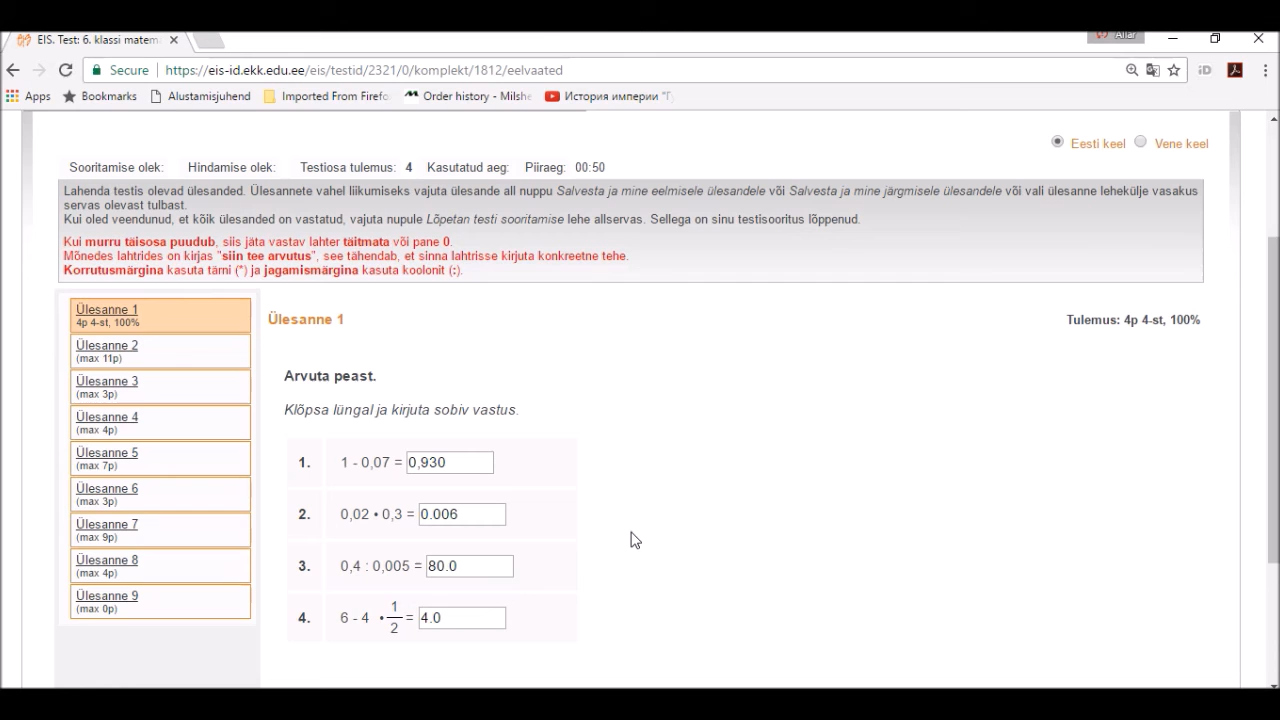 EIS. Test: 6. klassi matem
Allar
Secure https://eis-id.ekk.edu.ee/eis/testid/2321/0/komplekt/1812/eelvaated
Apps Bookmarks Alustamisjuhend Imported From Firefo Order history - Milshe История империи "Т
Eesti keel Vene keel
Sooritamise olek: Hindamise olek: Testiosa tulemus: 4 Kasutatud aeg: Piiraeg: 00:50
Lahenda testis olevad ülesanded. Ülesannete vahel liikumiseks vajuta ülesande all nuppu Salvesta ja mine eelmisele ülesandele või Salvesta ja mine järgmisele ülesandele või vali ülesanne lehekülje vasakus
servas olevast tulbast.
Kui oled veendunud, et kõik ülesanded on vastatud, vajuta nupule Lõpetan testi sooritamise lehe allservas. Sellega on sinu testisooritus lõppenud.
Kui murru täisosa puudub, siis jäta vastav lahter täitmata või pane 0.
Mõnedes lahtrides on kirjas "siin tee arvutus", see tähendab, et sinna lahtrisse kirjuta konkreetne tehe.
Korrutusmärgina kasuta tärni (*) ja jagamismärgina kasuta koolonit (:).
Ülesanne 1
4p 4-st, 100%
Ülesanne 2
(max 11p)
Ülesanne 3
(max 3p)
Ülesanne 4
(max 4p)
Ülesanne 5
(max 7p)
Ülesanne 6
(max 3p)
Ülesanne 7
(max 9p)
Ülesanne 8
(max 4p)
Ülesanne 9
(max 0p)
Ülesanne 1 Tulemus: 4p 4-st, 100%
Arvuta peast.
Klõpsa lüngal ja kirjuta sobiv vastus.
1. 1 - 0,07 = 0,930
2. 0,02 • 0,3 = 0.006
3. 0,4 : 0,005 = 80.0
4. 6 - 4 • 1/2 = 4.0